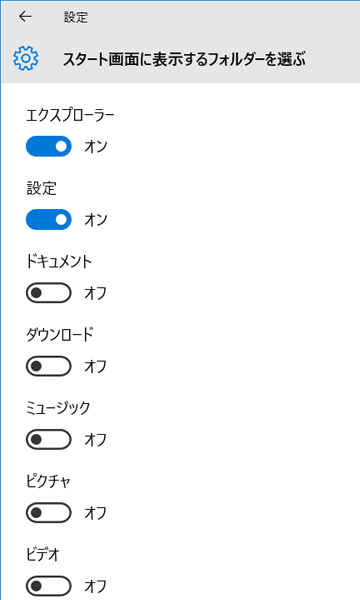 設定
スタート画面に表示するフォルダーを選ぶ
エクスプローラー
オン
設定
オン
ドキュメント
オフ
ダウンロード
オフ
ミュージック
オフ
ピクチャ
オフ
ビデオ
オフ